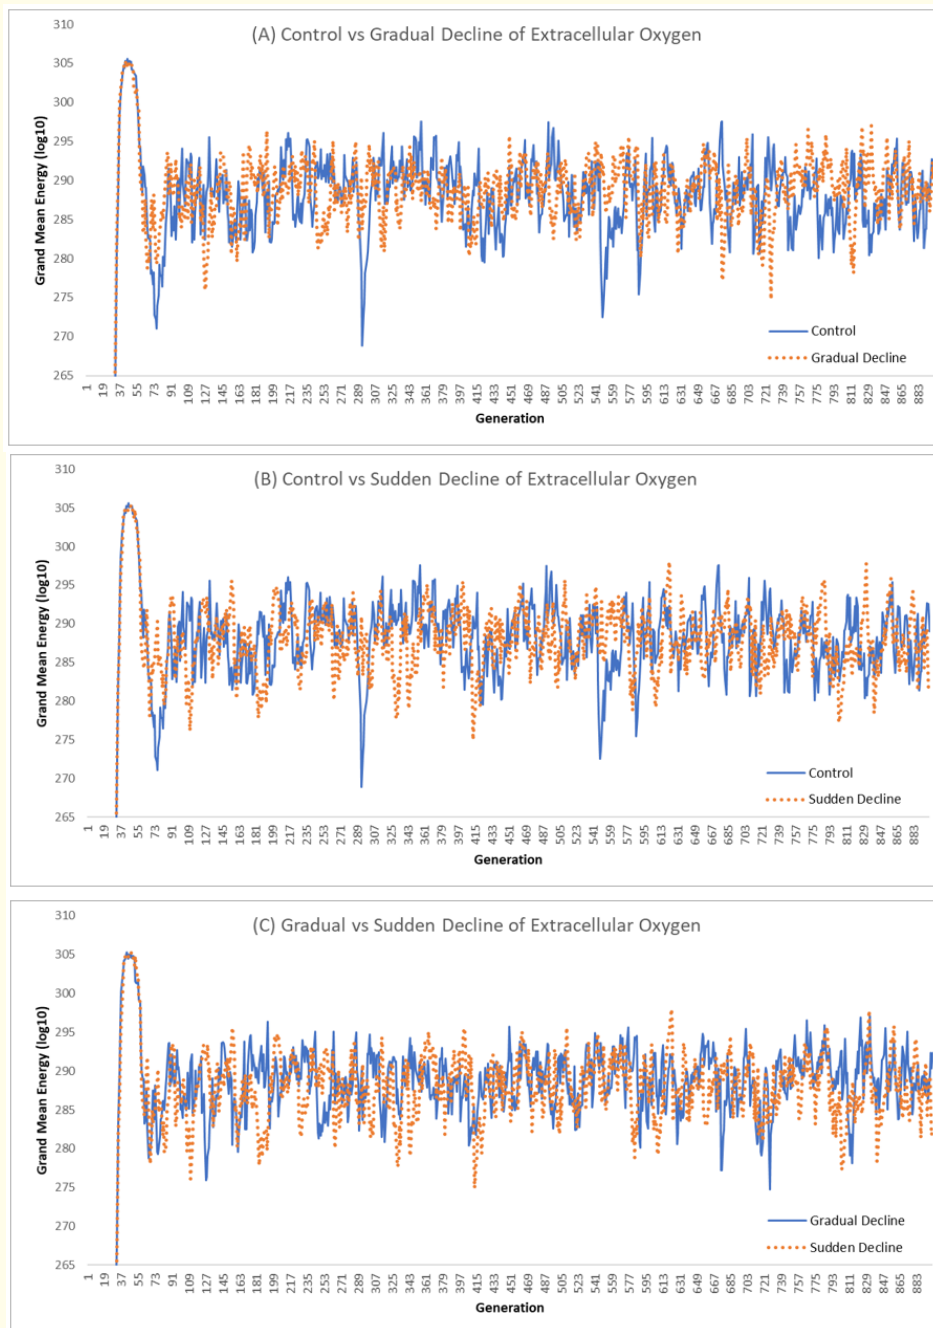 (A) Control vs Gradual Decline of Extracellular Oxygen
Grand Mean Energy (log10)
310
305
300
295
290
285
280
275
270
265
Control
Gradual Decline
1 19 37 55 73 91 109 127 145 163 181 199 217 235 253 271 289 307 325 343 361 379 397 415 433 451 469 487 505 523 541 559 577 595 613 631 649 667 685 703 721 739 757 775 793 811 829 847 865 883
Generation
(B) Control vs Sudden Decline of Extracellular Oxygen
Grand Mean Energy (log10)
310
305
300
295
290
285
280
275
270
265
Control
Sudden Decline
1 19 37 55 73 91 109 127 145 163 181 199 217 235 253 271 289 307 325 343 361 379 397 415 433 451 469 487 505 523 541 559 577 595 613 631 649 667 685 703 721 739 757 775 793 811 829 847 865 883
Generation
(C) Gradual vs Sudden Decline of Extracellular Oxygen
Grand Mean Energy (log10)
310
305
300
295
290
285
280
275
270
265
Gradual Decline
Sudden Decline
1 19 37 55 73 91 109 127 145 163 181 199 217 235 253 271 289 307 325 343 361 379 397 415 433 451 469 487 505 523 541 559 577 595 613 631 649 667 685 703 721 739 757 775 793 811 829 847 865 883
Generation